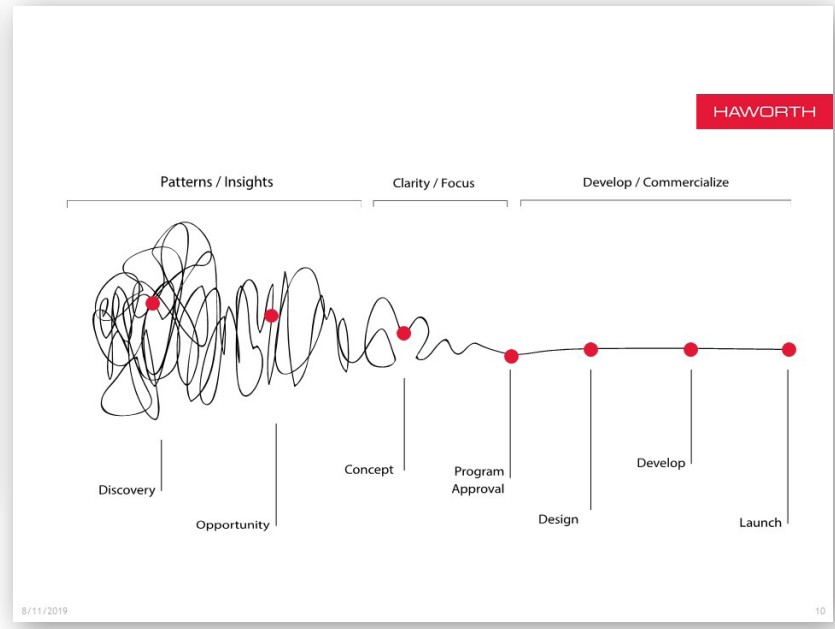 HAWORTH
Patterns / Insights
Clarity / Focus
Develop / Commercialize
Discovery
Opportunity
Concept
Program
Approval
Design
Develop
Launch
8/11/2019
10